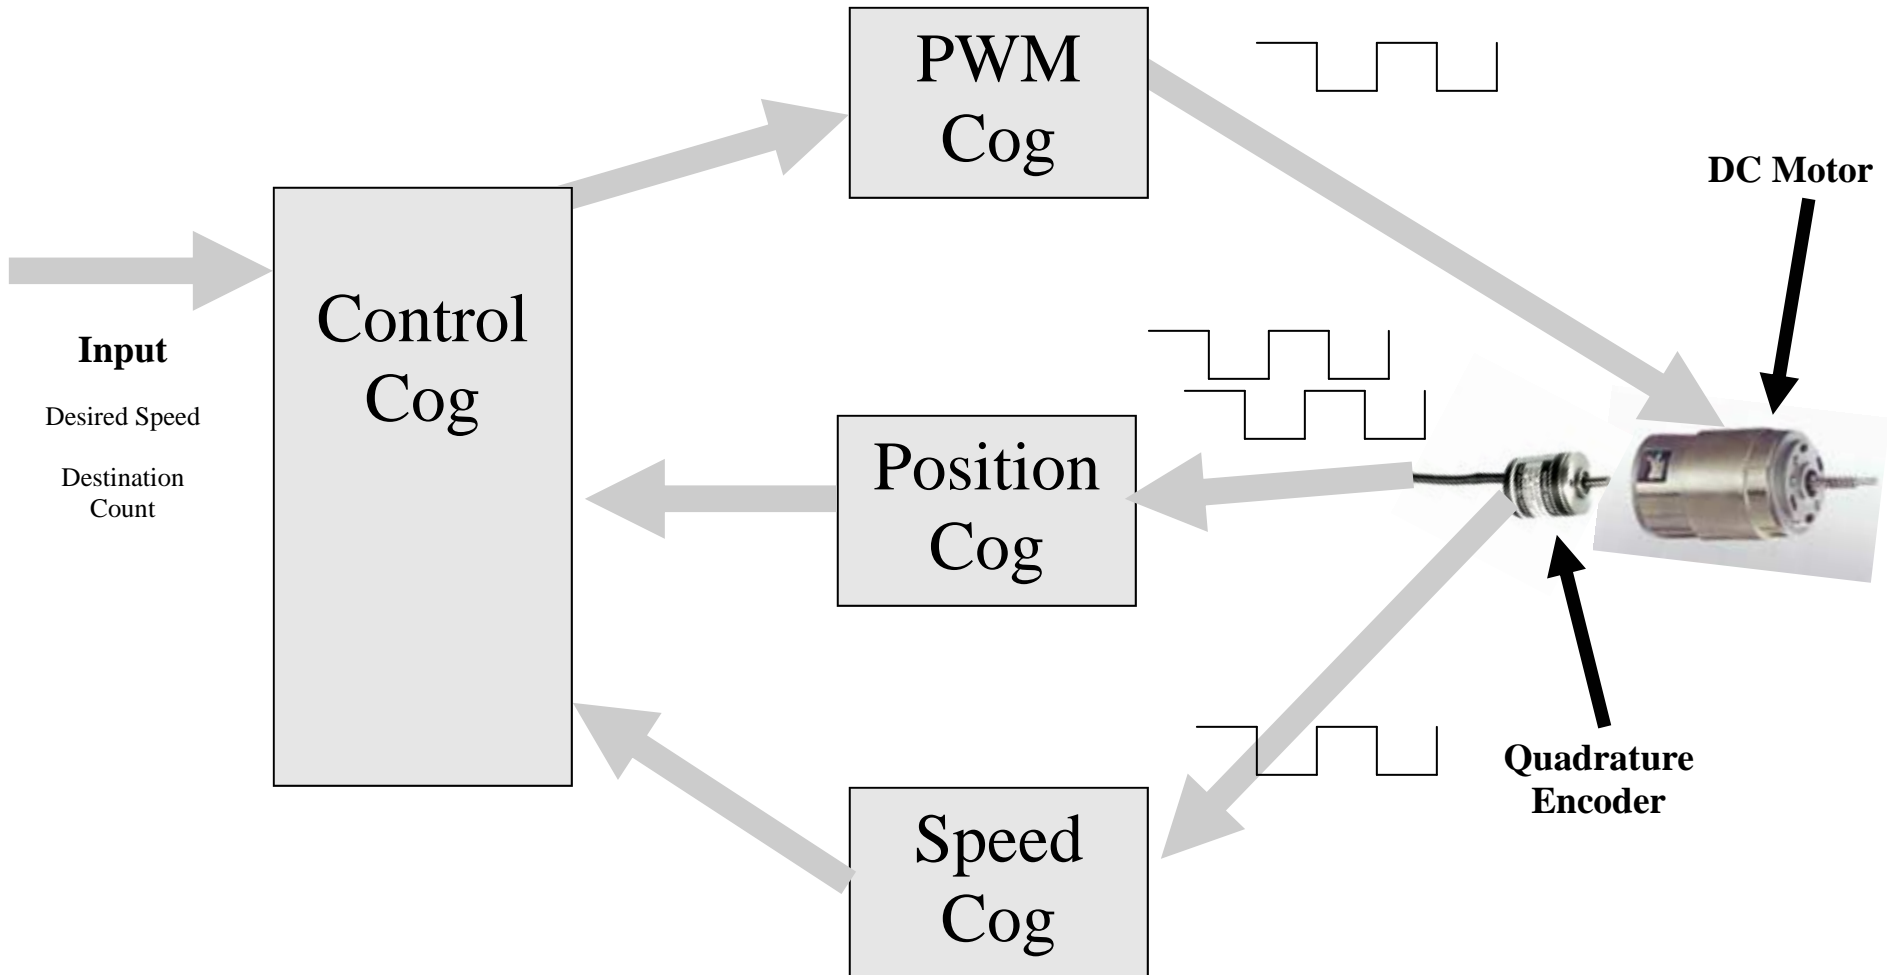 PWM
Cog
DC Motor
Control
Cog
Input
Desired Speed
Destination
Count
Position
Cog
Quadrature
Encoder
Speed
Cog